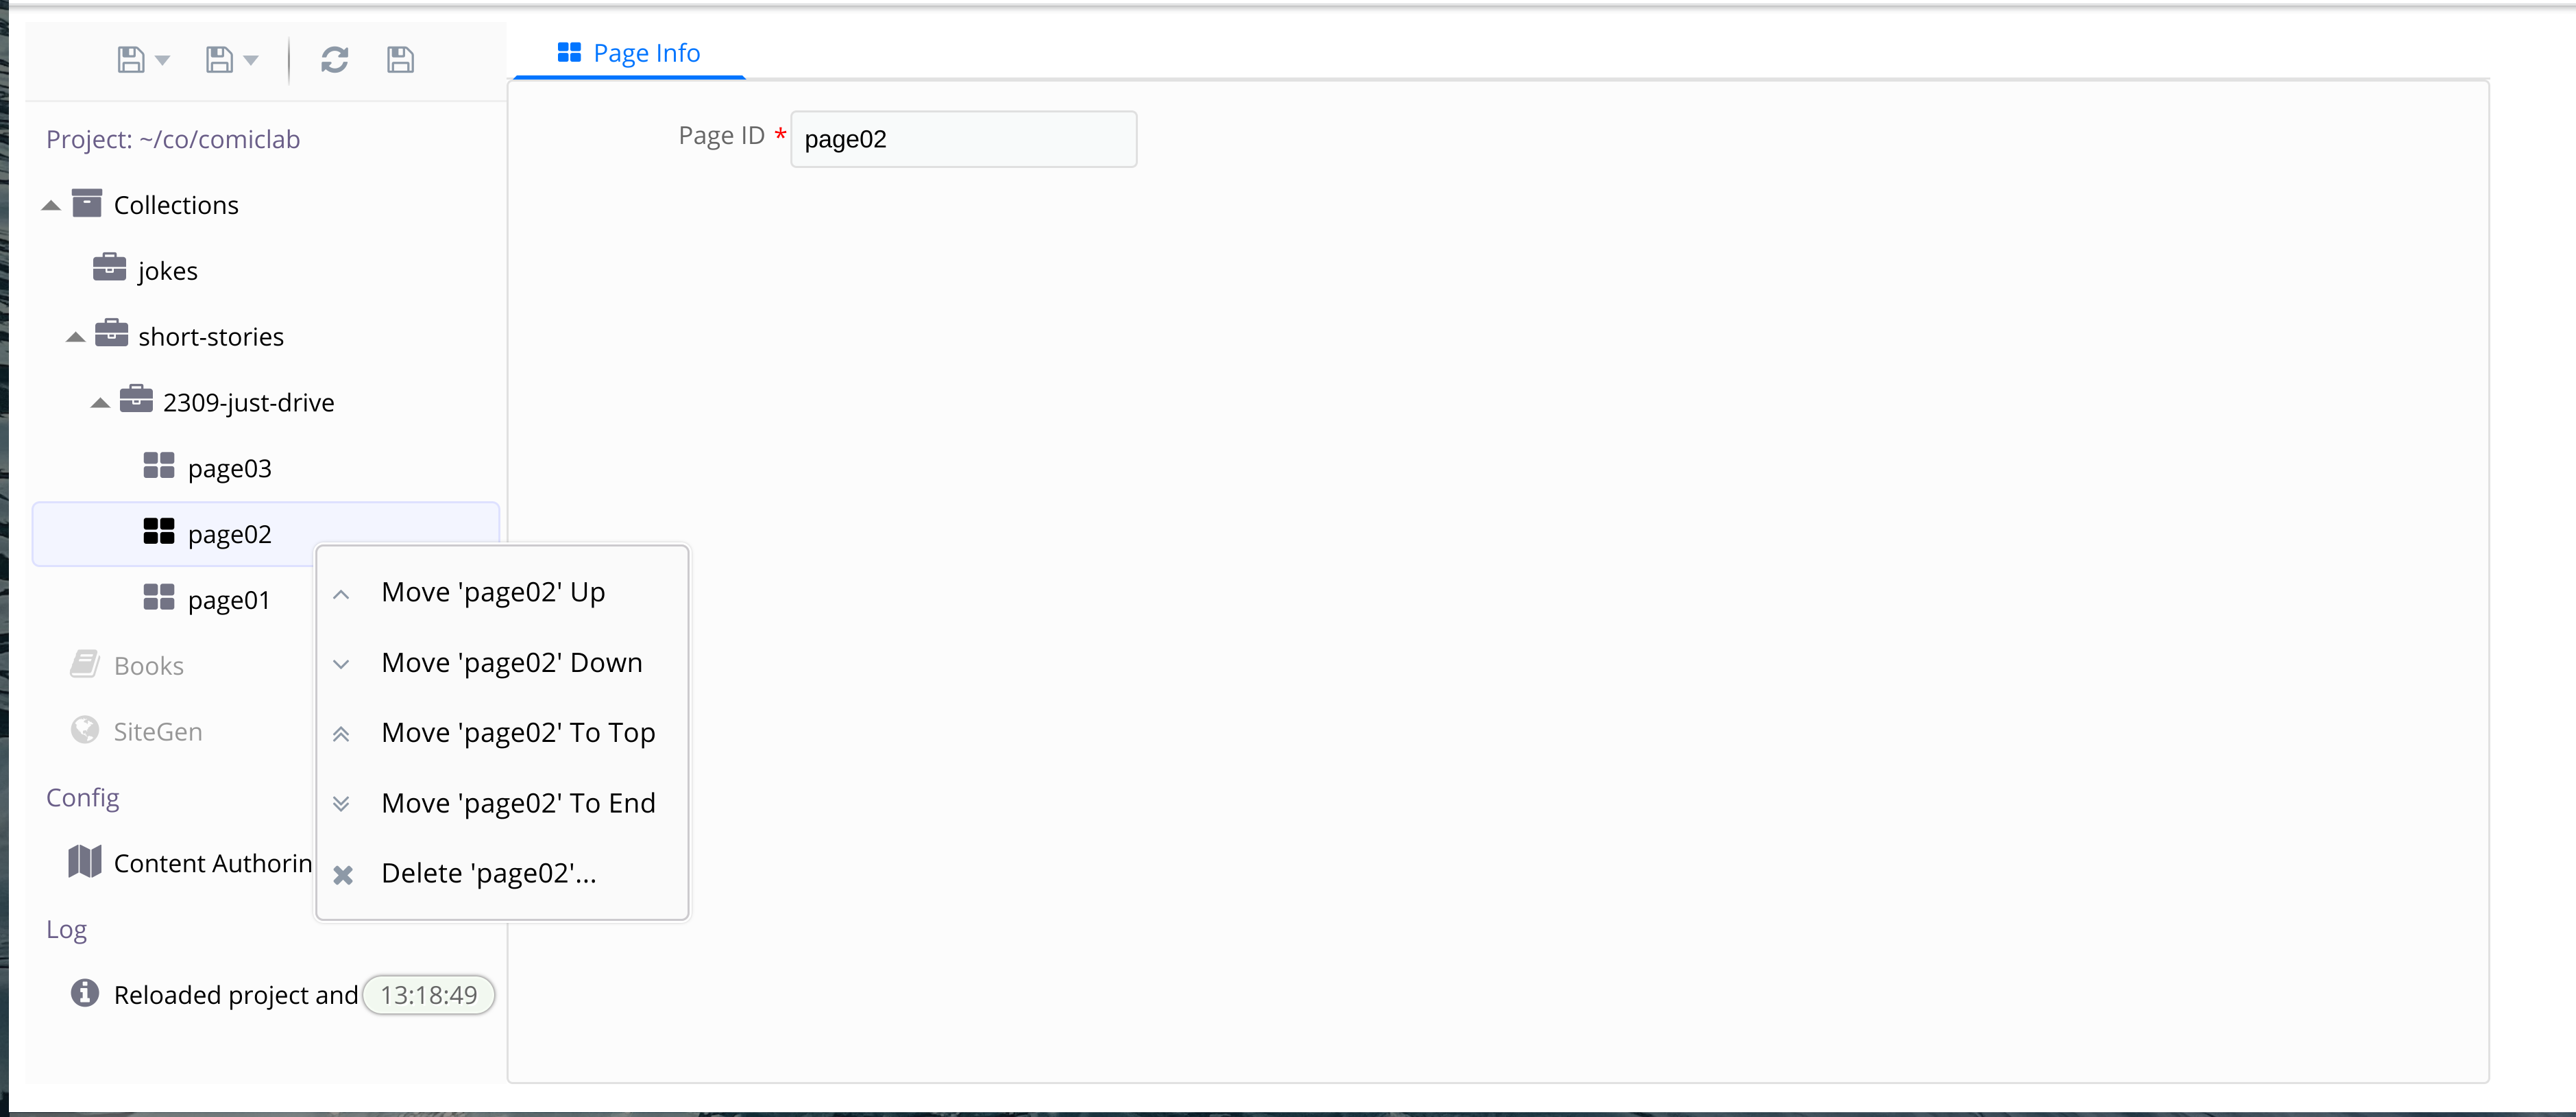 Page Info
Project: ~/co/comiclab
Page ID * page02
Collections
jokes
short-stories
2309-just-drive
page03
page02
page01
Move 'page02' Up
Move 'page02' Down
Move 'page02' To Top
Move 'page02' To End
Delete 'page02'...
Books
SiteGen
Config
Content Authorin
Log
Reloaded project and 13:18:49